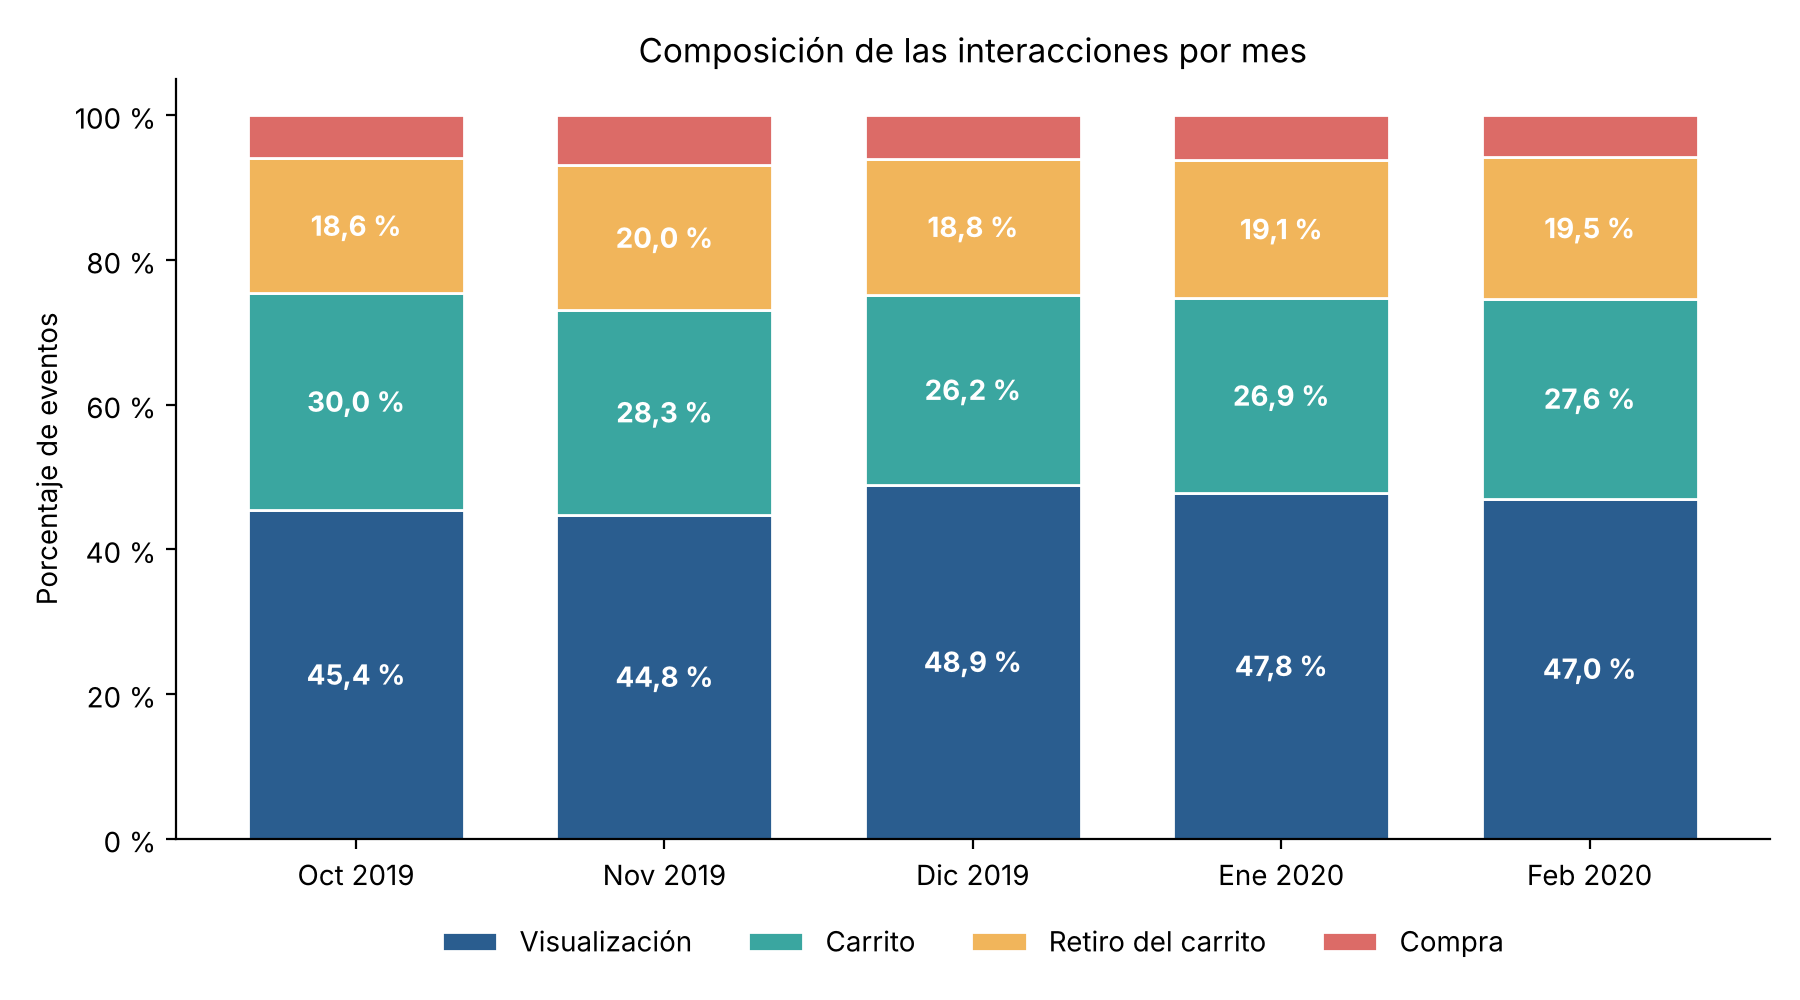 Composición de las interacciones por mes
Porcentaje de eventos
100 %
80 %
60 %
40 %
20 %
0 %
18,6 %
20,0 %
18,8 %
19,1 %
19,5 %
30,0 %
28,3 %
26,2 %
26,9 %
27,6 %
45,4 %
44,8 %
48,9 %
47,8 %
47,0 %
Oct 2019
Nov 2019
Dic 2019
Ene 2020
Feb 2020
Visualización
Carrito
Retiro del carrito
Compra